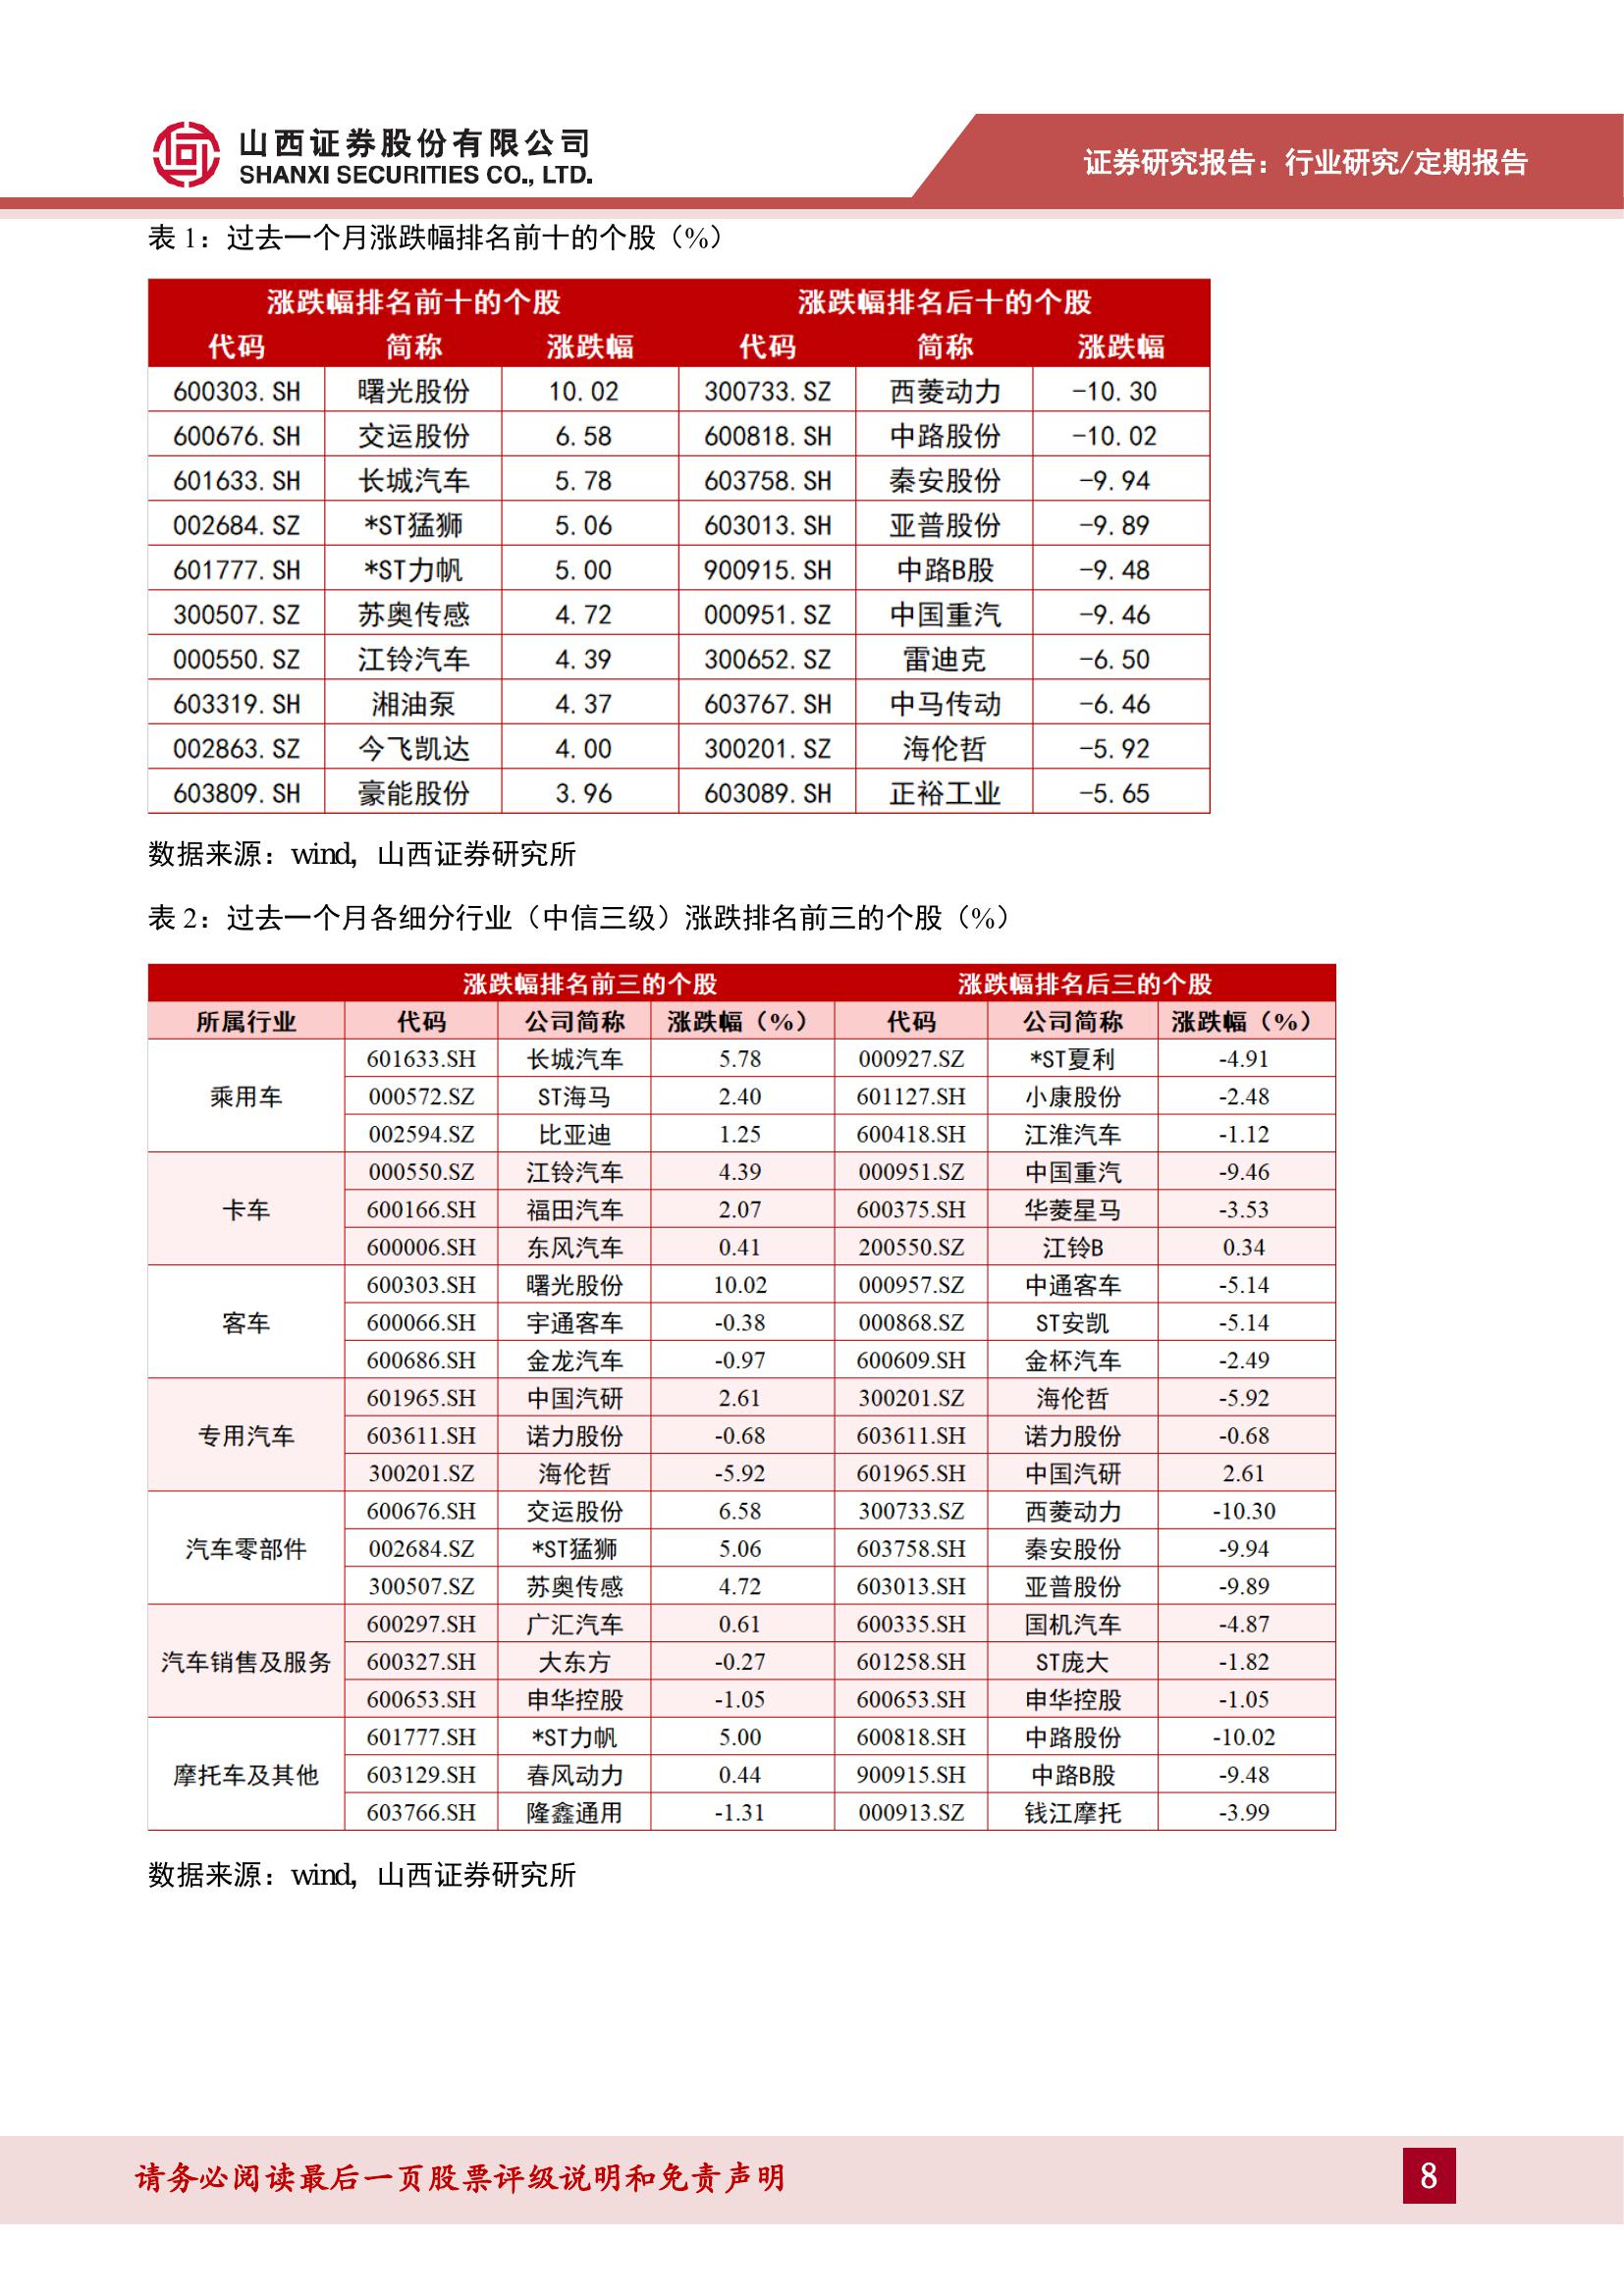 山西证券股份有限公司
SHANXI SECURITIES CO., LTD.
证券研究报告：行业研究/定期报告
表 1：过去一个月涨跌幅排名前十的个股（%）
涨跌幅排名前十的个股 涨跌幅排名后十的个股
代码 简称 涨跌幅 代码 简称 涨跌幅
600303.SH 曙光股份 10.02 300733.SZ 西菱动力 -10.30
600676.SH 交运股份 6.58 600818.SH 中路股份 -10.02
601633.SH 长城汽车 5.78 603758.SH 秦安股份 -9.94
002684.SZ *ST猛狮 5.06 603013.SH 亚普股份 -9.89
601777.SH *ST力帆 5.00 900915.SH 中路B股 -9.48
300507.SZ 苏奥传感 4.72 000951.SZ 中国重汽 -9.46
000550.SZ 江铃汽车 4.39 300652.SZ 雷迪克 -6.50
603319.SH 湘油泵 4.37 603767.SH 中马传动 -6.46
002863.SZ 今飞凯达 4.00 300201.SZ 海伦哲 -5.92
603809.SH 豪能股份 3.96 603089.SH 正裕工业 -5.65
数据来源：wind，山西证券研究所
表 2：过去一个月各细分行业（中信三级）涨跌排名前三的个股（%）
涨跌幅排名前三的个股 涨跌幅排名后三的个股
所属行业 代码 公司简称 涨跌幅（%） 代码 公司简称 涨跌幅（%）
601633.SH 长城汽车 5.78 000927.SZ *ST夏利 -4.91
乘用车 000572.SZ ST海马 2.40 601127.SH 小康股份 -2.48
002594.SZ 比亚迪 1.25 600418.SH 江淮汽车 -1.12
000550.SZ 江铃汽车 4.39 000951.SZ 中国重汽 -9.46
卡车 600166.SH 福田汽车 2.07 600375.SH 华菱星马 -3.53
600006.SH 东风汽车 0.41 200550.SZ 江铃B 0.34
600303.SH 曙光股份 10.02 000957.SZ 中通客车 -5.14
客车 600066.SH 宇通客车 -0.38 000868.SZ ST安凯 -5.14
600686.SH 金龙汽车 -0.97 600609.SH 金杯汽车 -2.49
601965.SH 中国汽研 2.61 300201.SZ 海伦哲 -5.92
专用汽车 603611.SH 诺力股份 -0.68 603611.SH 诺力股份 -0.68
300201.SZ 海伦哲 -5.92 601965.SH 中国汽研 2.61
600676.SH 交运股份 6.58 300733.SZ 西菱动力 -10.30
汽车零部件 002684.SZ *ST猛狮 5.06 603758.SH 秦安股份 -9.94
300507.SZ 苏奥传感 4.72 603013.SH 亚普股份 -9.89
600297.SH 广汇汽车 0.61 600335.SH 国机汽车 -4.87
汽车销售及服务 600327.SH 大东方 -0.27 601258.SH ST庞大 -1.82
600653.SH 申华控股 -1.05 600653.SH 申华控股 -1.05
601777.SH *ST力帆 5.00 600818.SH 中路股份 -10.02
摩托车及其他 603129.SH 春风动力 0.44 900915.SH 中路B股 -9.48
603766.SH 隆鑫通用 -1.31 000913.SZ 钱江摩托 -3.99
数据来源：wind，山西证券研究所
请务必阅读最后一页股票评级说明和免责声明
8